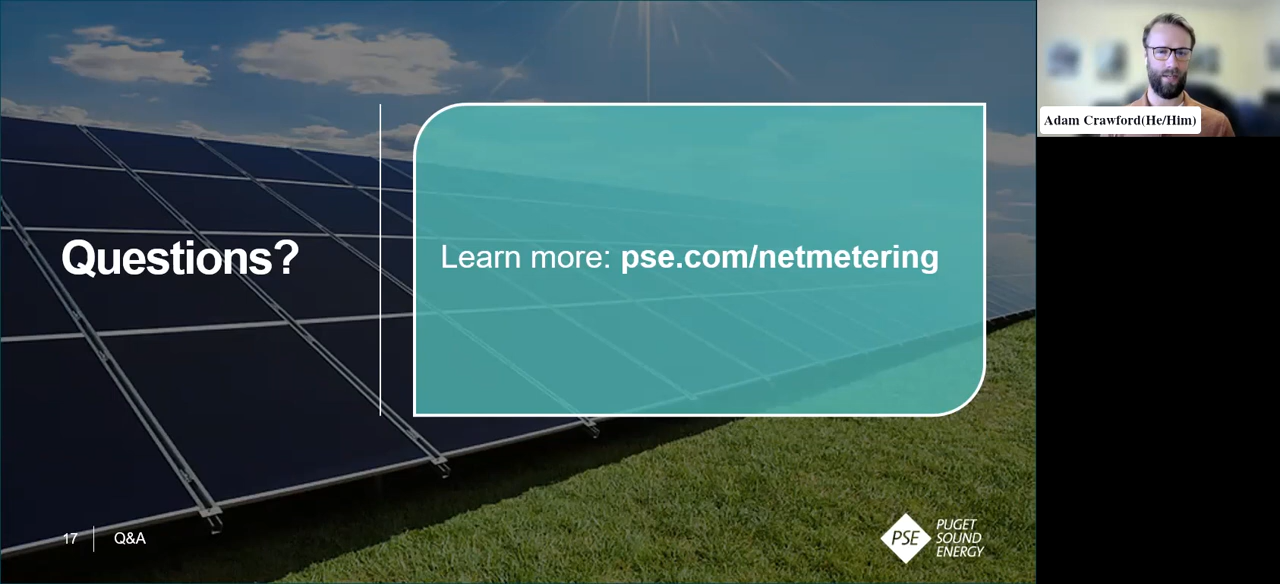 Questions?
Learn more: pse.com/netmetering
17
Q&A
PSE
PUGET
SOUND
ENERGY
Adam Crawford(He/Him)